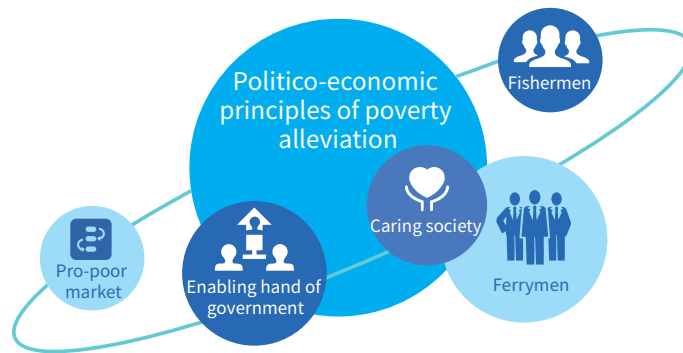 Politico-economic
principles of poverty
alleviation
Fishermen
Caring society
Ferrymen
Enabling hand of
government
Pro-poor
market